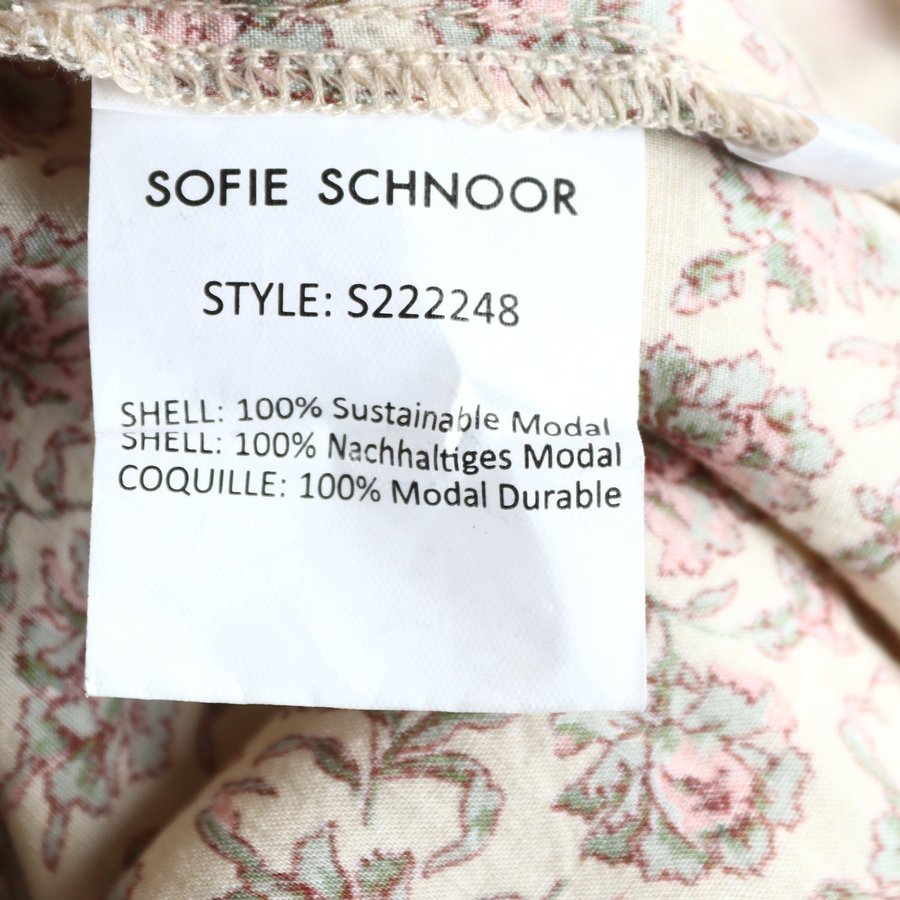 SOFIE SCHNOOR
STYLE: S222248
SHELL: 100% Sustainable Modal
SHELL: 100% Nachhaltiges Modal
COQUILLE: 100% Modal Durable